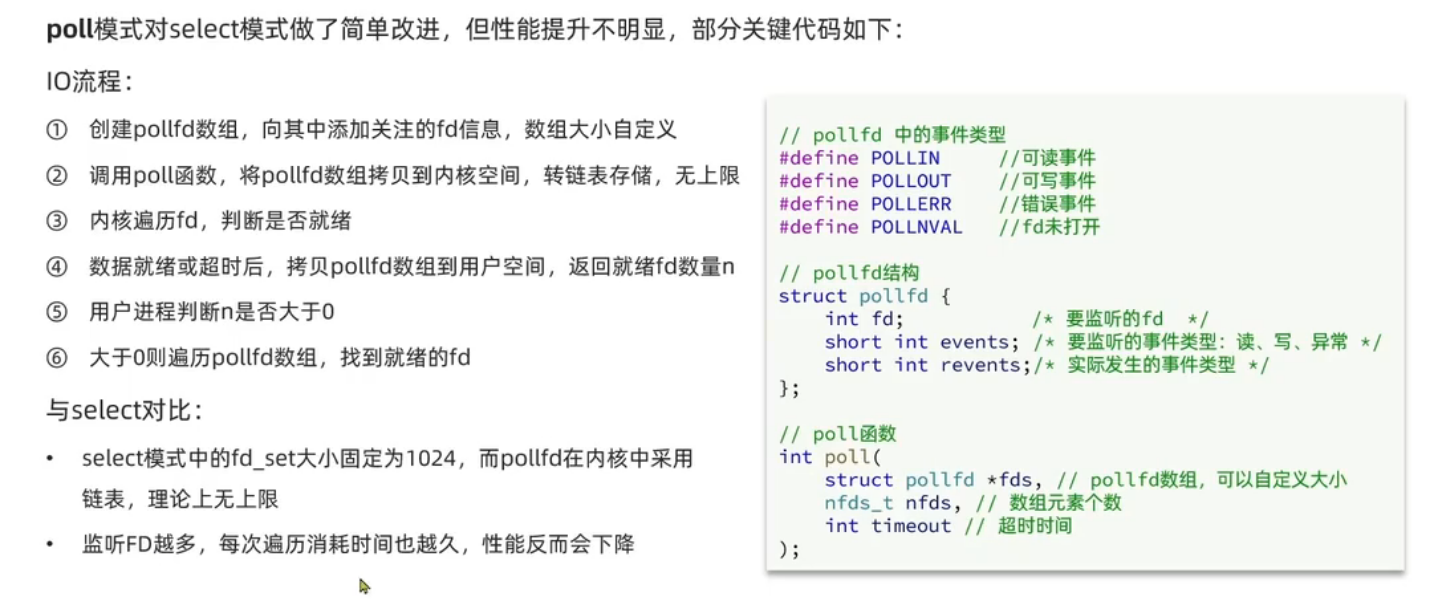 poll模式对select模式做了简单改进，但性能提升不明显，部分关键代码如下：
IO流程：
① 创建pollfd数组，向其中添加关注的fd信息，数组大小自定义
② 调用poll函数，将pollfd数组拷贝到内核空间，转链表存储，无上限
③ 内核遍历fd，判断是否就绪
④ 数据就绪或超时后，拷贝pollfd数组到用户空间，返回就绪fd数量n
⑤ 用户进程判断n是否大于0
⑥ 大于0则遍历pollfd数组，找到就绪的fd
与select对比：
• select模式中的fd_set大小固定为1024，而pollfd在内核中采用
链表，理论上无上限
• 监听FD越多，每次遍历消耗时间也越久，性能反而会下降
// pollfd 中的事件类型
#define POLLIN     //可读事件
#define POLLOUT    //可写事件
#define POLLERR    //错误事件
#define POLLNVAL   //fd未打开
// pollfd结构
struct pollfd {
    int fd;           /* 要监听的fd  */
    short int events; /* 要监听的事件类型：读、写、异常 */
    short int revents;/* 实际发生的事件类型 */
};
// poll函数
int poll(
    struct pollfd *fds, // pollfd数组，可以自定义大小
    nfds_t nfds, // 数组元素个数
    int timeout // 超时时间
);